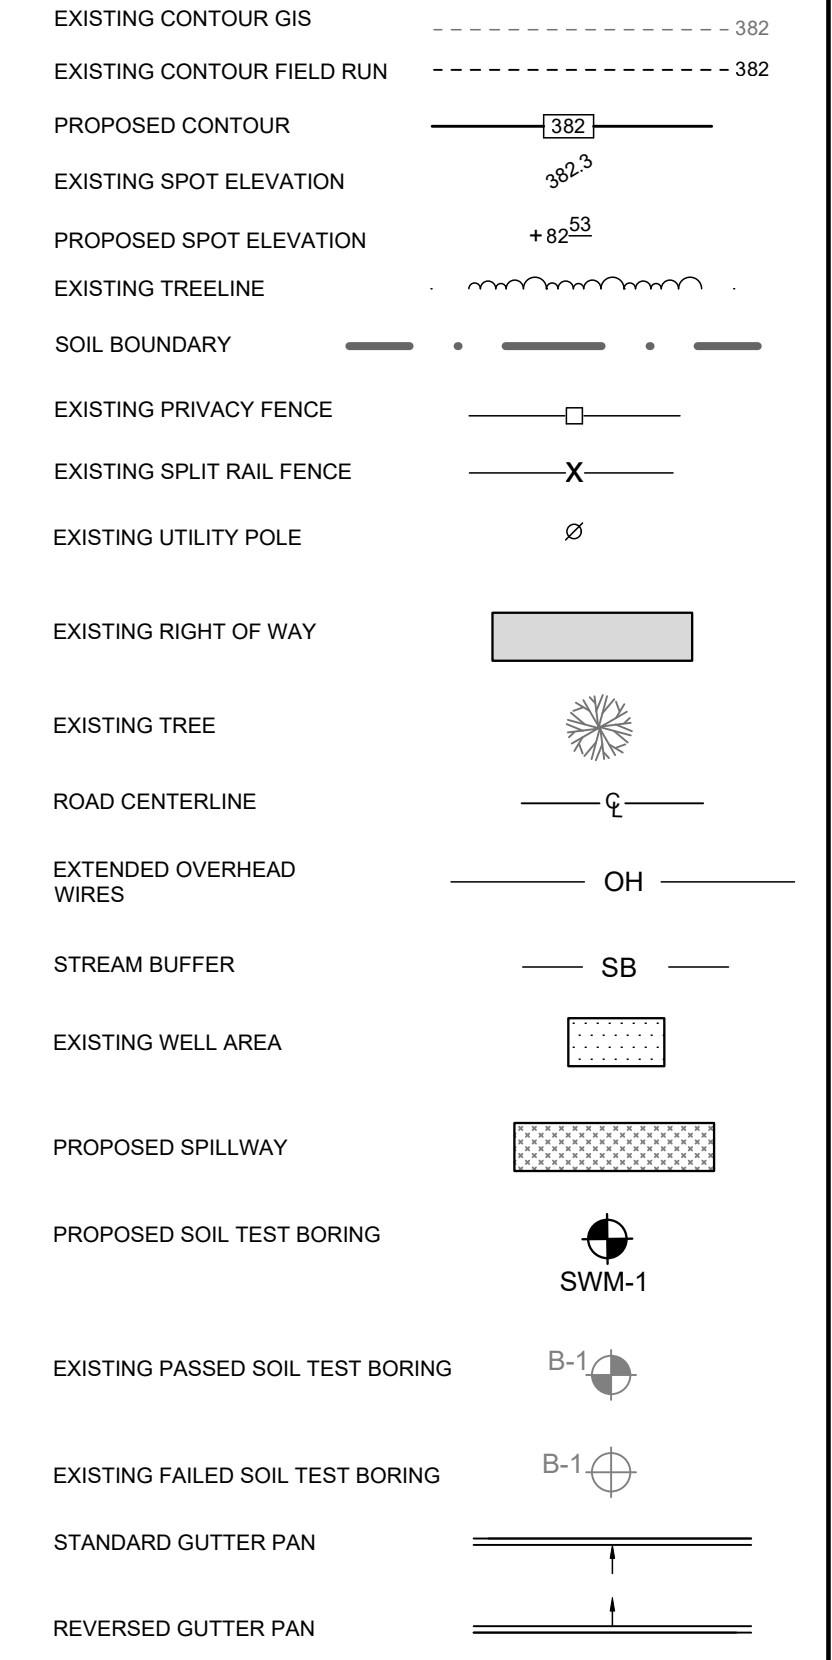 EXISTING CONTOUR GIS 382
EXISTING CONTOUR FIELD RUN 382
PROPOSED CONTOUR 382
EXISTING SPOT ELEVATION 382.3
PROPOSED SPOT ELEVATION +82 53
EXISTING TREELINE
SOIL BOUNDARY
EXISTING PRIVACY FENCE
EXISTING SPLIT RAIL FENCE X
EXISTING UTILITY POLE
EXISTING RIGHT OF WAY
EXISTING TREE
ROAD CENTERLINE ℄
EXTENDED OVERHEAD
WIRES OH
STREAM BUFFER SB
EXISTING WELL AREA
PROPOSED SPILLWAY
PROPOSED SOIL TEST BORING
SWM-1
EXISTING PASSED SOIL TEST BORING B-1
EXISTING FAILED SOIL TEST BORING B-1
STANDARD GUTTER PAN
REVERSED GUTTER PAN